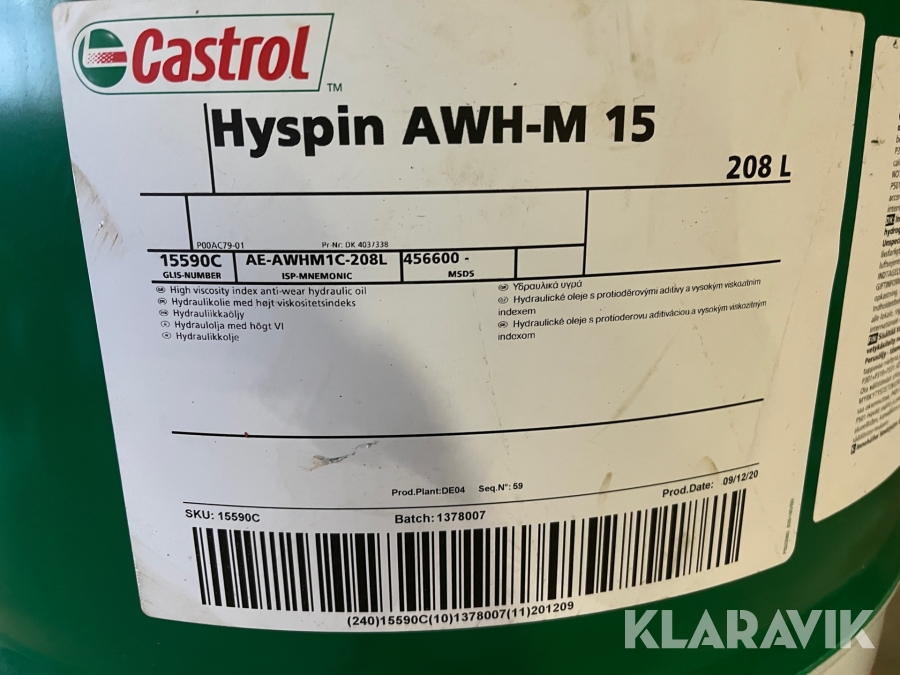 Castrol
TM
Hyspin AWH-M 15
208 L
P00AC79-01 Pr-Nr: DK 403/338
15590C AE-AWHM1C-208L 456600 -
GLIS-NUMBER ISP-MNEMONIC MSDS
High viscosity index anti-wear hydraulic oil
Hydraulikolie med højt viskositetsindeks
Hydrauliikkaöljy
Hydraulolja med högt VI
Hydraulikkolje
Υδραυλικά υγρά
Hydraulické oleje s protioděrovými aditivy a vysokým viskozitním
indexem
Hydraulické oleje s protioderovu aditiváciou a vysokým viskozitným
indexom
Prod.Plant:DE04 Seq.N°: 59
Prod.Date: 09/12/20
SKU: 15590C Batch: 1378007
(240)15590C(10)1378007(11)201209
KLARAVIK